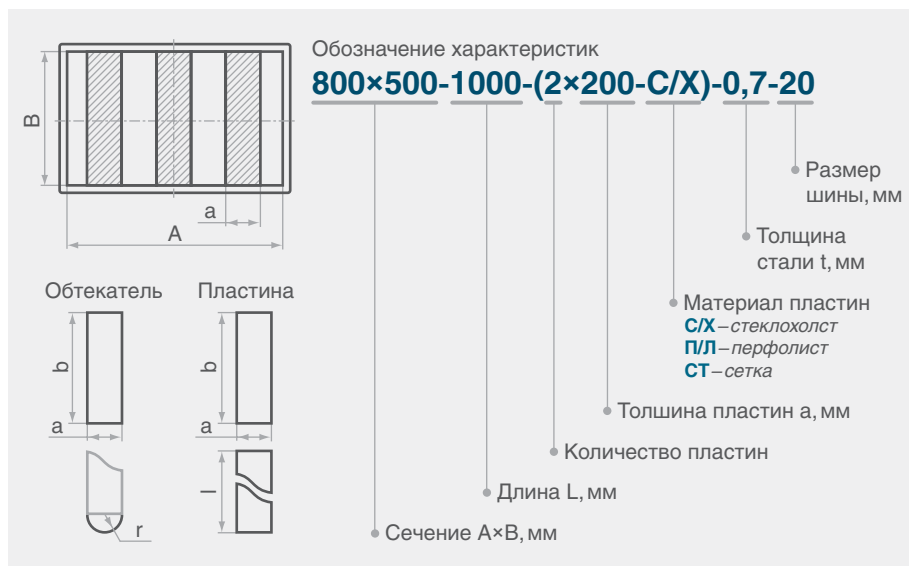 Обозначение характеристик
800×500-1000-(2×200-С/Х)-0,7-20
B
a
A
Размер
шины, мм
Толщина
стали t, мм
Обтекатель
Пластина
Материал пластин
С/Х – стеклохолст
П/Л – перфолист
СТ – сетка
b
b
a
a
Толшина пластин a, мм
Количество пластин
l
Длина L, мм
r
Сечение A×B, мм